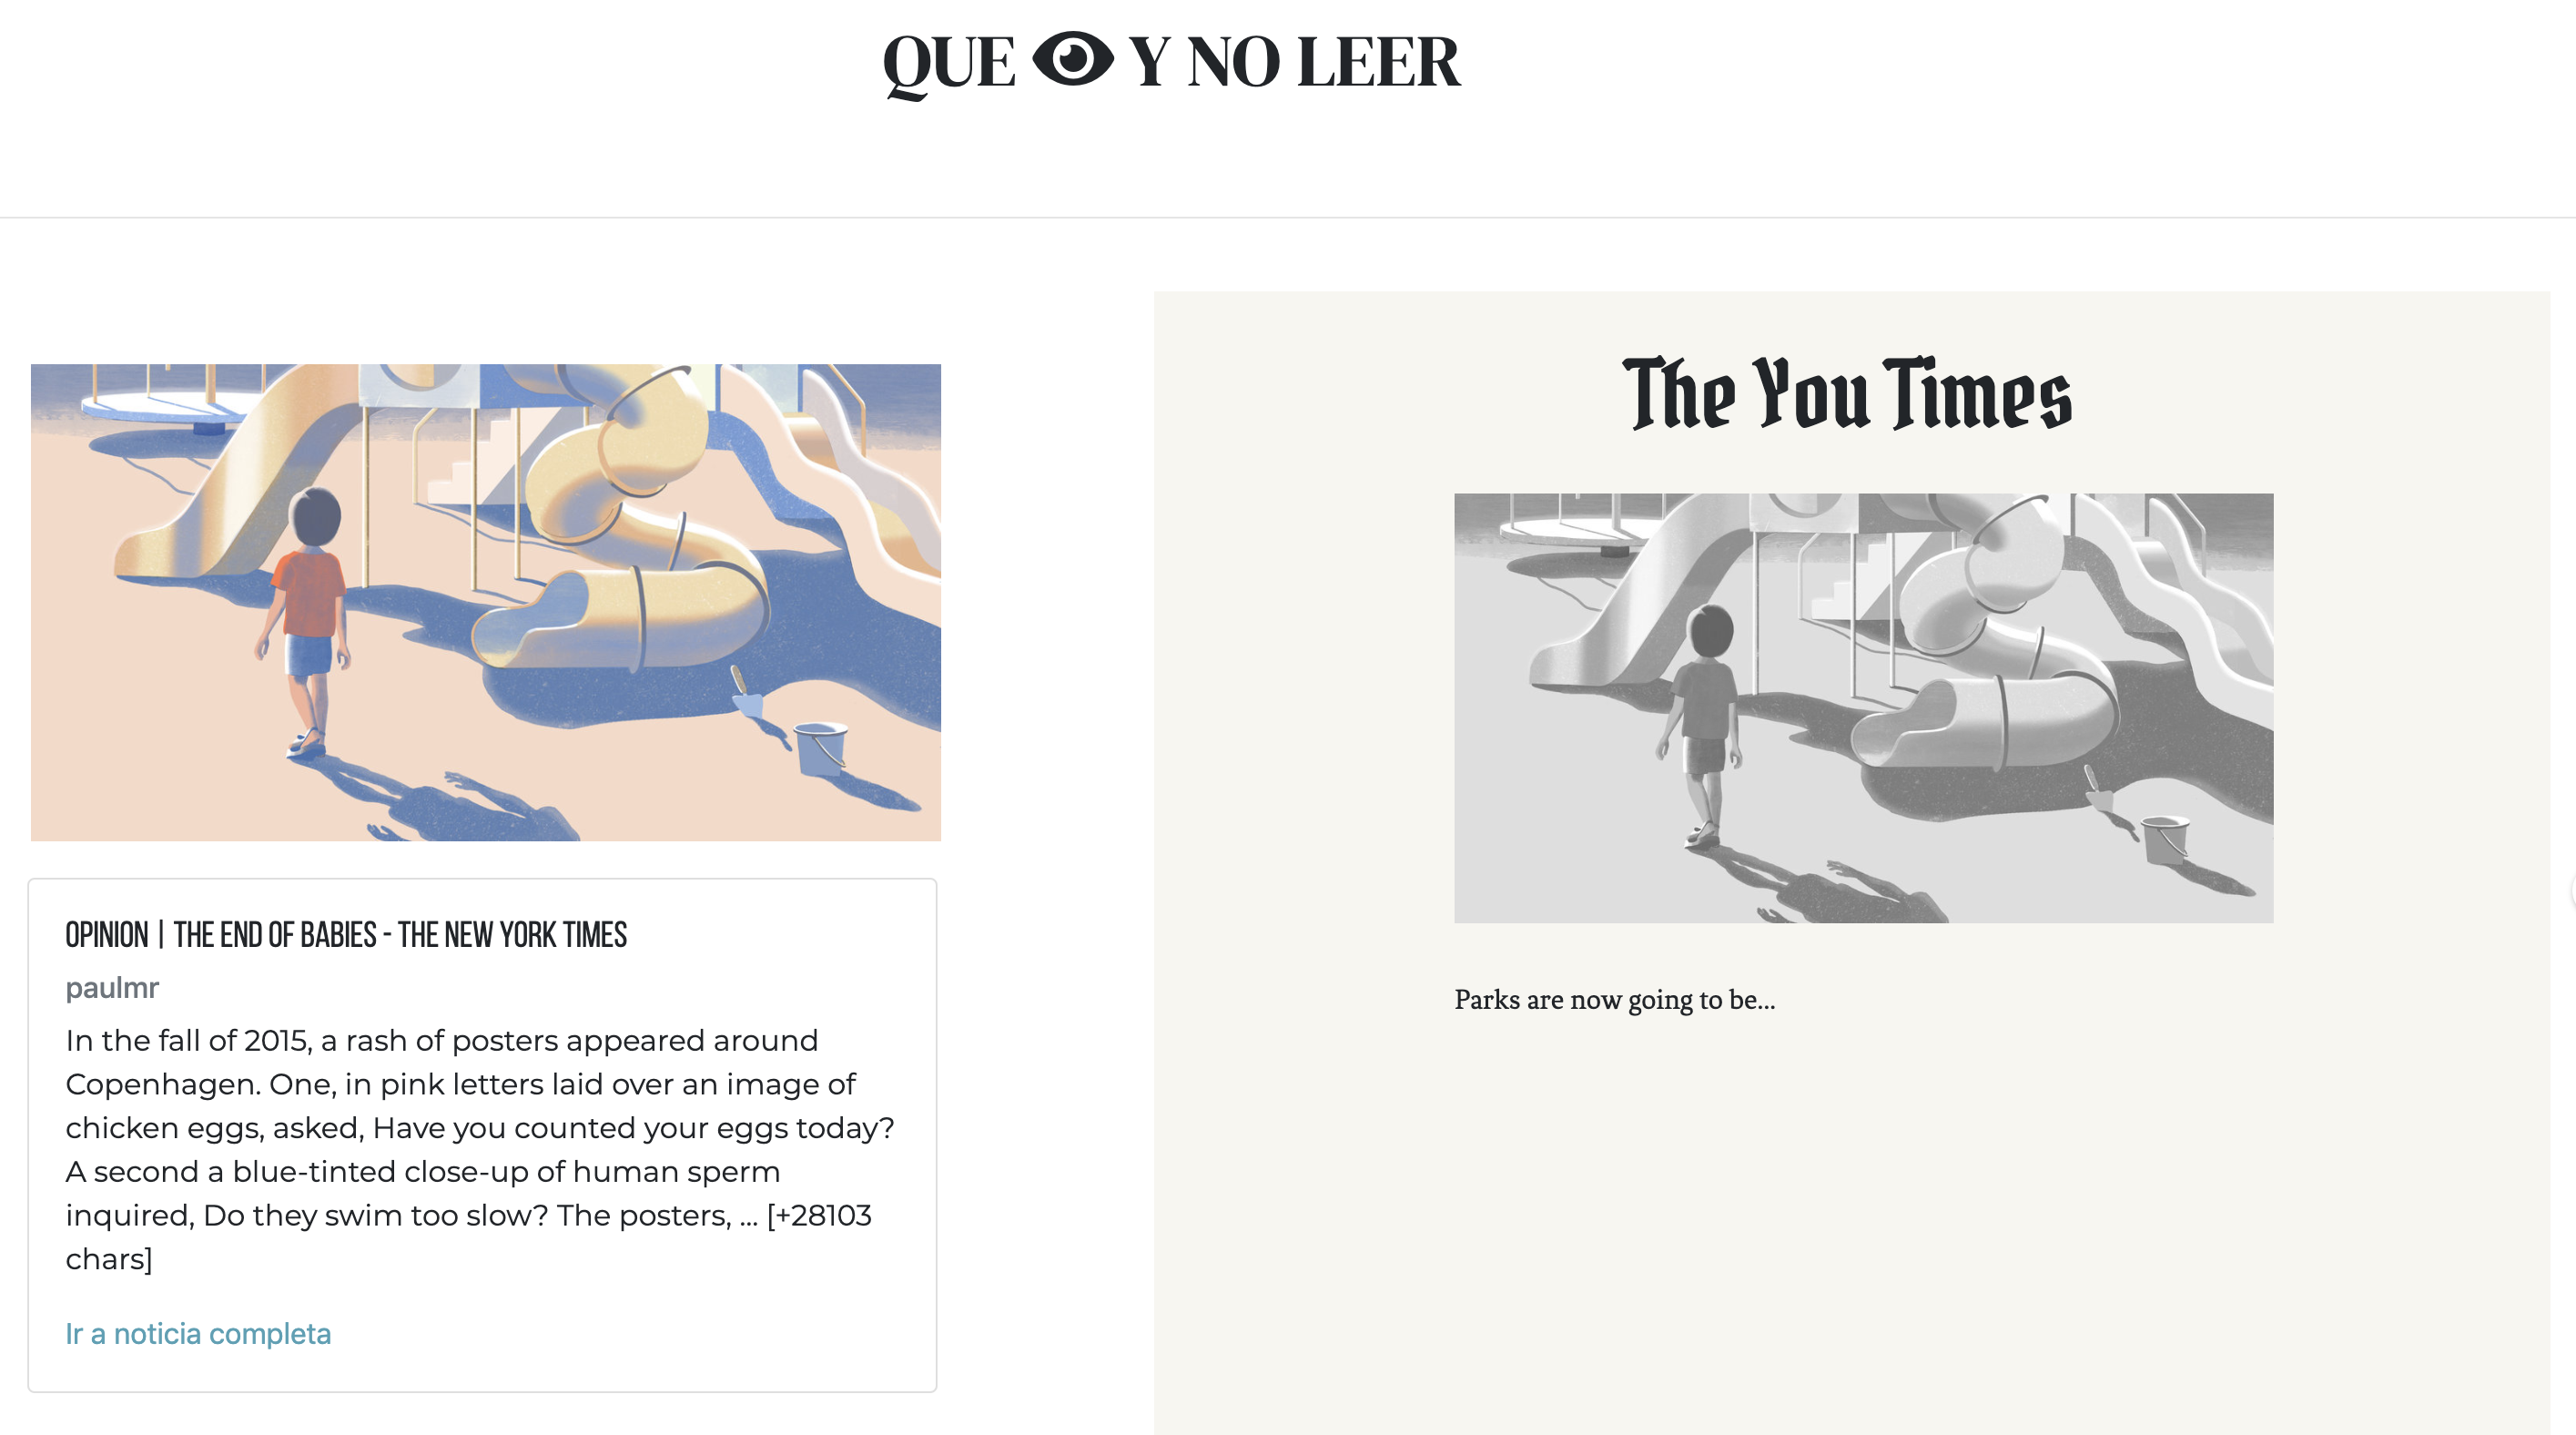 QUE Y NO LEER
The You Times
OPINION | THE END OF BABIES - THE NEW YORK TIMES
paulmr
In the fall of 2015, a rash of posters appeared around
Copenhagen. One, in pink letters laid over an image of
chicken eggs, asked, Have you counted your eggs today?
A second a blue-tinted close-up of human sperm
inquired, Do they swim too slow? The posters, ... [+28103
chars]
Ir a noticia completa
Parks are now going to be...